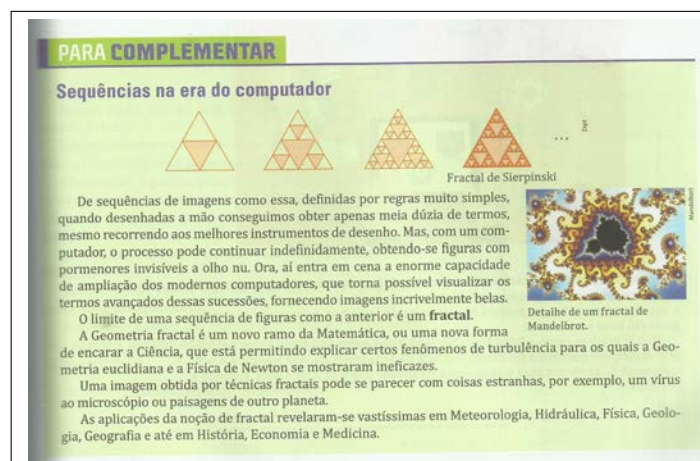 PARA COMPLEMENTAR
Sequências na era do computador
...
Fractal de Sierpinski
De sequências de imagens como essa, definidas por regras muito simples,
quando desenhadas a mão conseguimos obter apenas meia dúzia de termos,
mesmo recorrendo aos melhores instrumentos de desenho. Mas, com um com-
putador, o processo pode continuar indefinidamente, obtendo-se figuras com
pormenores invisíveis a olho nu. Ora, aí entra em cena a enorme capacidade
de ampliação dos modernos computadores, que torna possível visualizar os
termos avançados dessas sucessões, fornecendo imagens incrivelmente belas.
O limite de uma sequência de figuras como a anterior é um fractal.
Mandelbrot
Detalhe de um fractal de
Mandelbrot.
A Geometria fractal é um novo ramo da Matemática, ou uma nova forma
de encarar a Ciência, que está permitindo explicar certos fenômenos de turbulência para os quais a Geo-
metria euclidiana e a Física de Newton se mostraram ineficazes.
Uma imagem obtida por técnicas fractais pode se parecer com coisas estranhas, por exemplo, um vírus
ao microscópio ou paisagens de outro planeta.
As aplicações da noção de fractal revelaram-se vastíssimas em Meteorologia, Hidráulica, Física, Geolo-
gia, Geografia e até em História, Economia e Medicina.